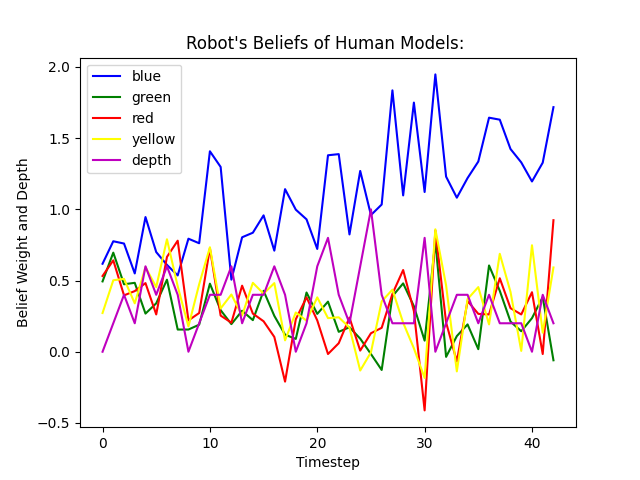 Robot's Beliefs of Human Models:
2.0
1.5
1.0
0.5
0.0
−0.5
Belief Weight and Depth
blue
green
red
yellow
depth
0 10 20 30 40
Timestep